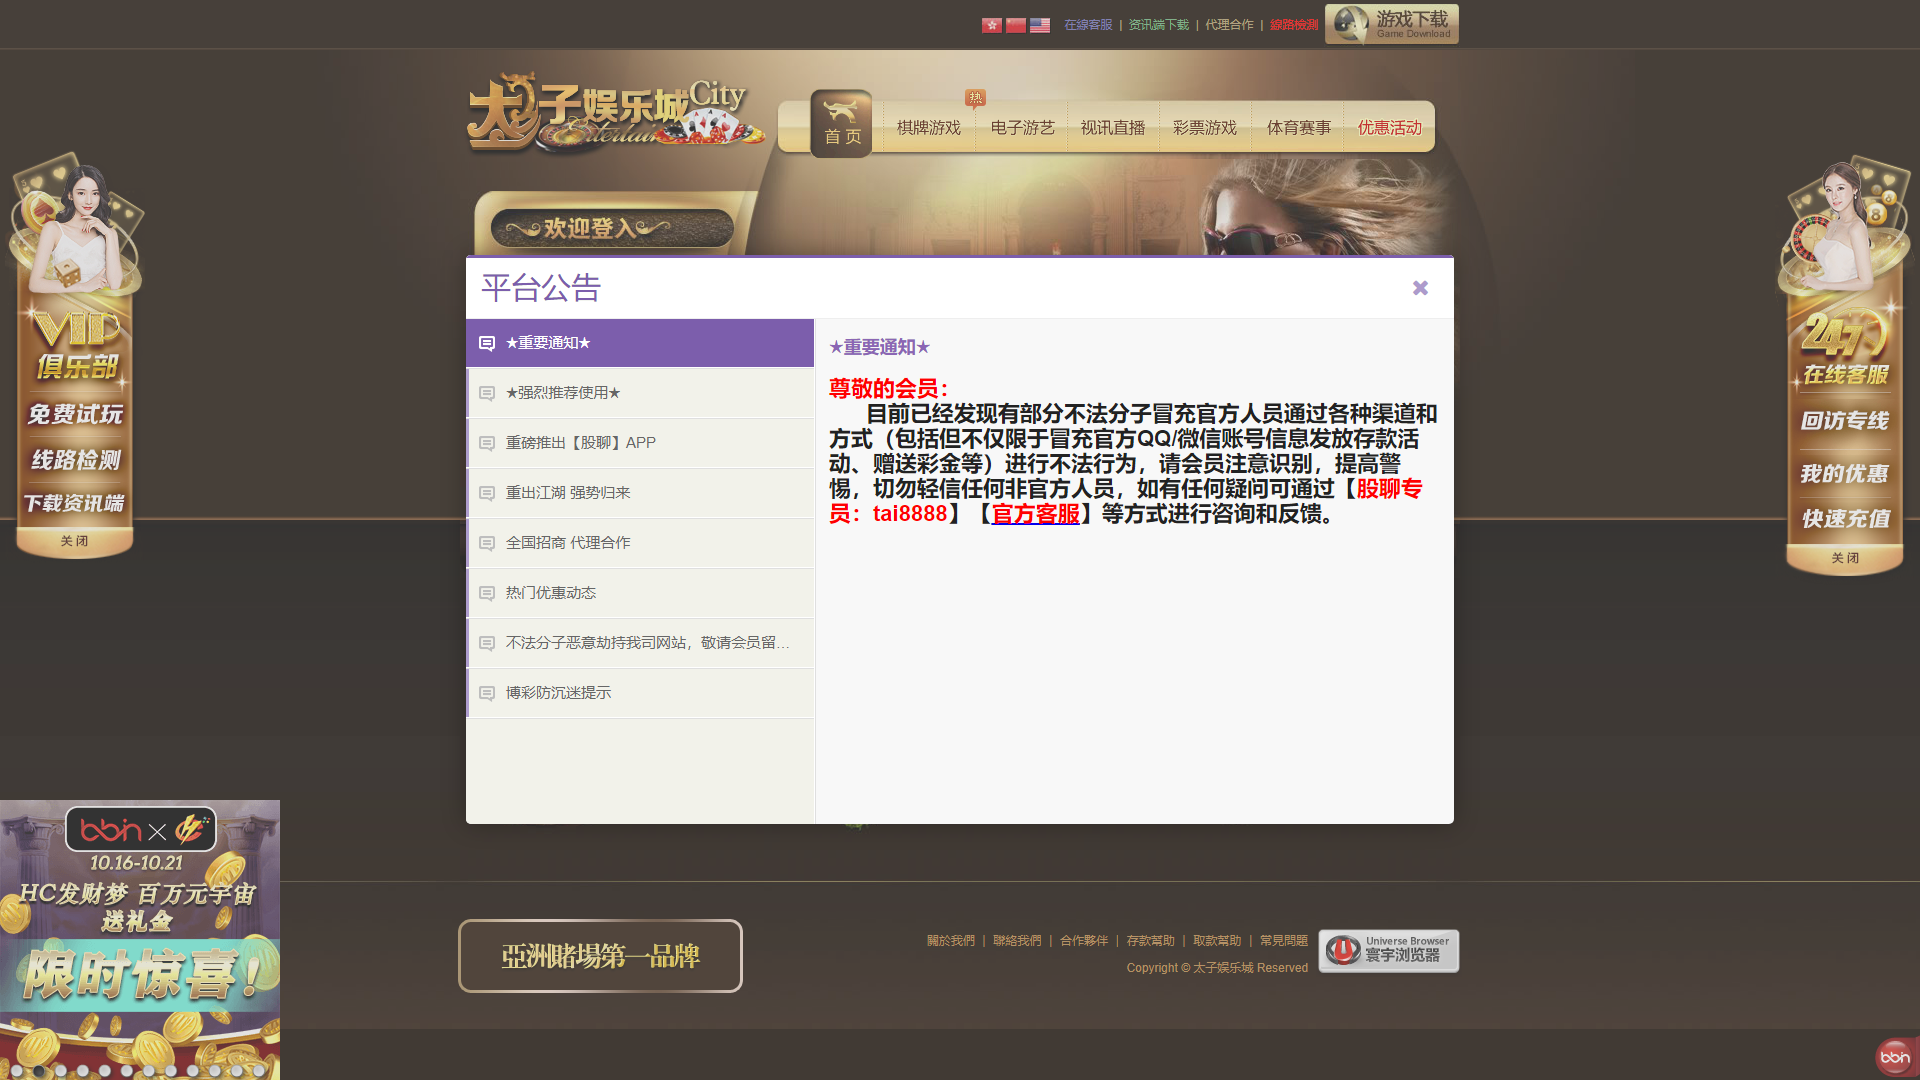 在線客服 | 资讯端下载 | 代理合作 | 線路檢測
游戏下载
Game Download
太子娱乐城City
Entertain
热
首 页
棋牌游戏
电子游艺
视讯直播
彩票游戏
体育赛事
优惠活动
欢迎登入
VIP
俱乐部
免费试玩
线路检测
下载资讯端
关 闭
平台公告
★重要通知★
★强烈推荐使用★
重磅推出【股聊】APP
重出江湖 强势归来
全国招商 代理合作
热门优惠动态
不法分子恶意劫持我司网站，敬请会员留...
博彩防沉迷提示
★重要通知★
尊敬的会员：
目前已经发现有部分不法分子冒充官方人员通过各种渠道和
方式（包括但不仅限于冒充官方QQ/微信账号信息发放存款活
动、赠送彩金等）进行不法行为，请会员注意识别，提高警
惕，切勿轻信任何非官方人员，如有任何疑问可通过【股聊专
员：tai8888】【官方客服】等方式进行咨询和反馈。
247
在线客服
回访专线
我的优惠
快速充值
关 闭
bbin
10.16-10.21
HC发财梦 百万元宇宙
送礼金
限时惊喜!
亞洲賭場第一品牌
關於我們 | 聯絡我們 | 合作夥伴 | 存款幫助 | 取款幫助 | 常見問題
Copyright © 太子娱乐城 Reserved
Universe Browser
寰宇浏览器
bbin